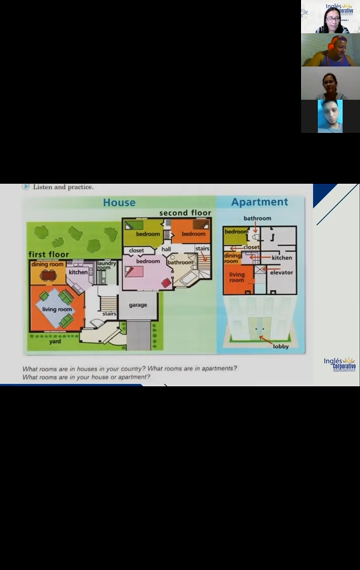 Inglés
Corporativo
Listen and practice.
House
Apartment
second floor
bathroom
bedroom
bedroom
bedroom
closet
hall
stairs
closet
first floor
dining room
kitchen
laundry
room
bedroom
bathroom
dining
room
kitchen
elevator
living
room
living room
garage
stairs
yard
lobby
What rooms are in houses in your country? What rooms are in apartments?
What rooms are in your house or apartment?
Inglés
Corporativo